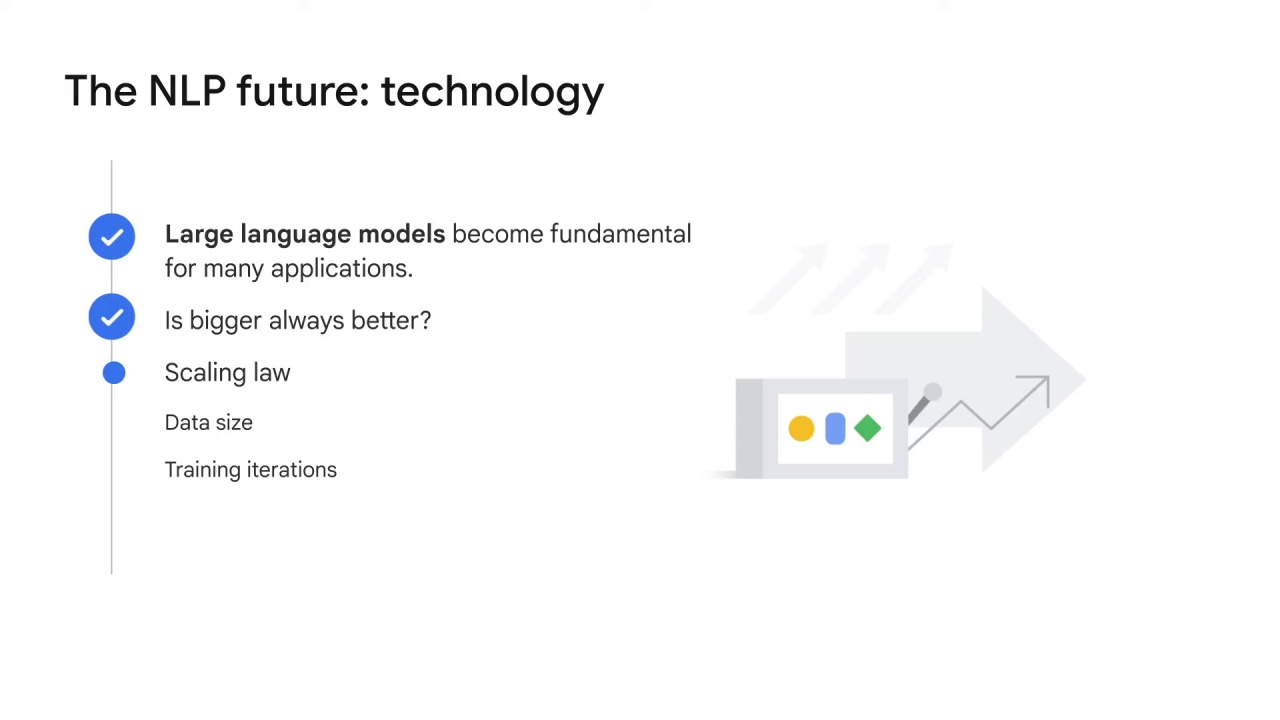 The NLP future: technology
Large language models become fundamental
for many applications.
Is bigger always better?
Scaling law
Data size
Training iterations